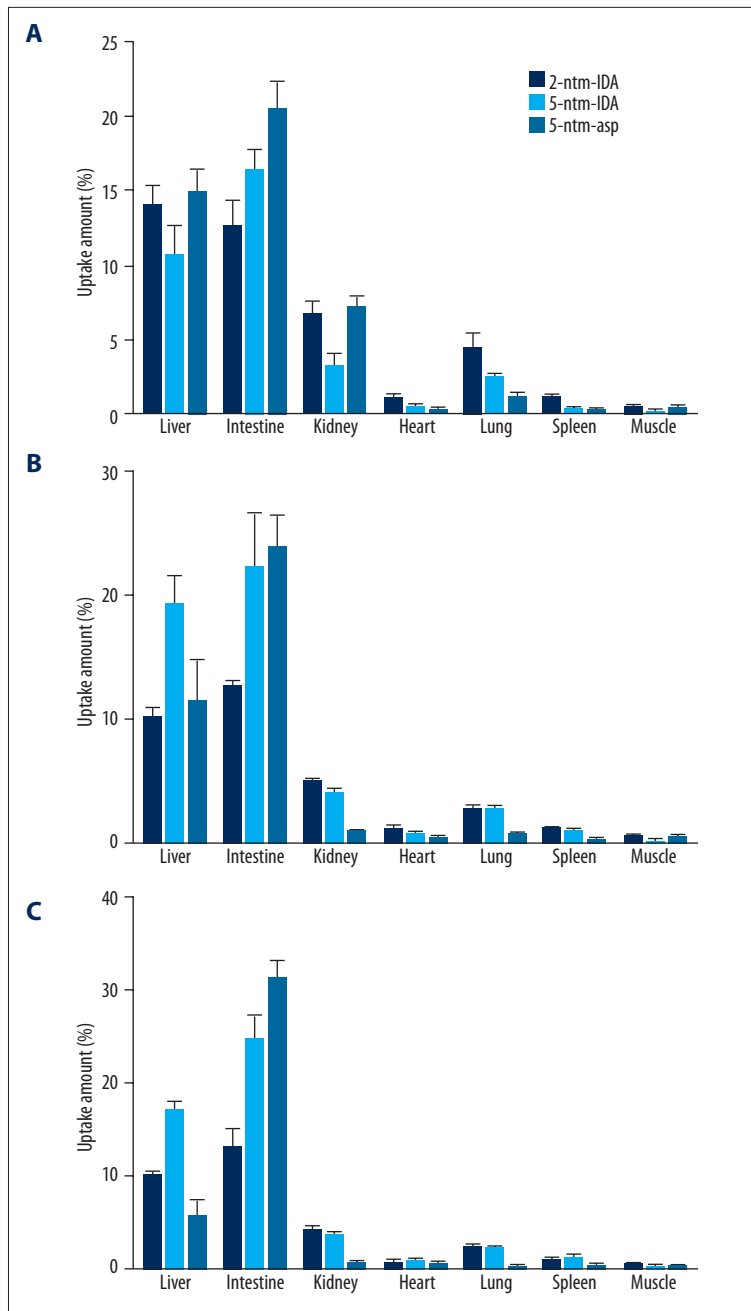 A
25
20
15
10
5
0
Uptake amount (%)
2-ntm-IDA
5-ntm-IDA
5-ntm-asp
Liver Intestine Kidney Heart Lung Spleen Muscle
B
30
20
10
0
Uptake amount (%)
Liver Intestine Kidney Heart Lung Spleen Muscle
C
40
30
20
10
0
Uptake amount (%)
Liver Intestine Kidney Heart Lung Spleen Muscle